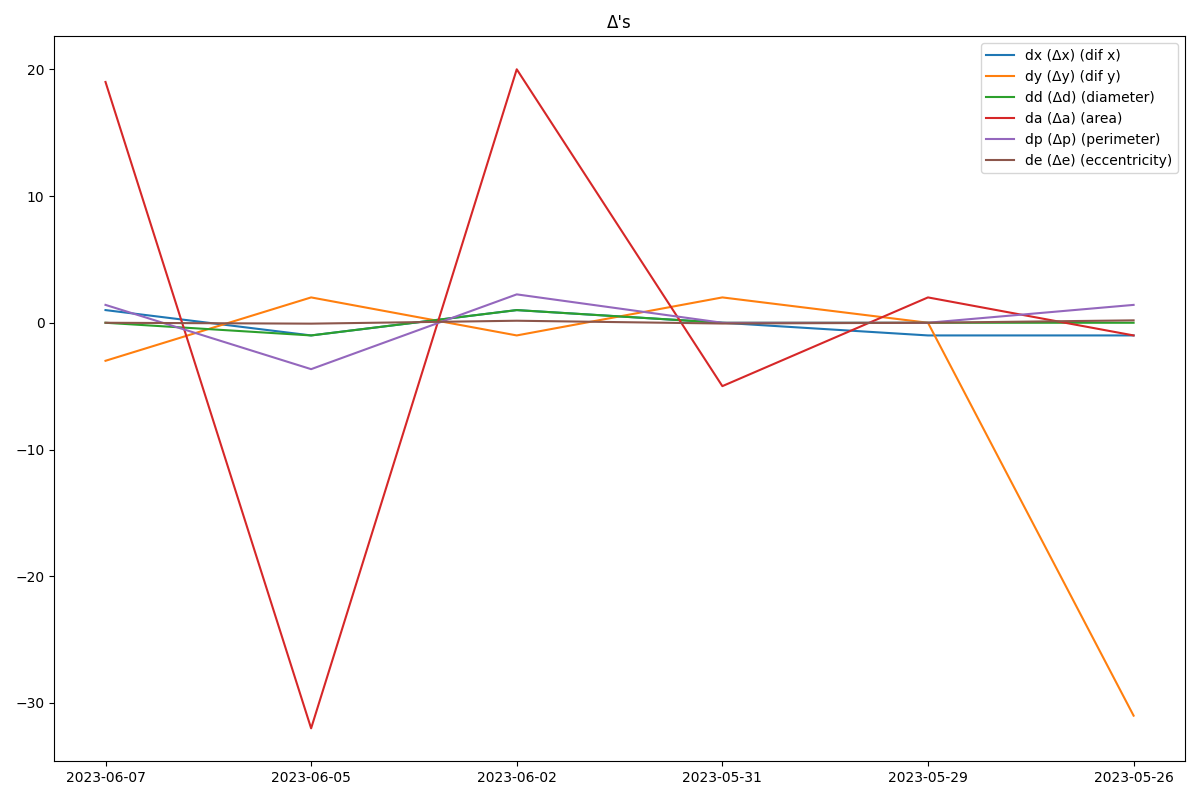 Δ's
dx (Δx) (dif x)
dy (Δy) (dif y)
dd (Δd) (diameter)
da (Δa) (area)
dp (Δp) (perimeter)
de (Δe) (eccentricity)
20
10
0
−10
−20
−30
2023-06-07 2023-06-05 2023-06-02 2023-05-31 2023-05-29 2023-05-26